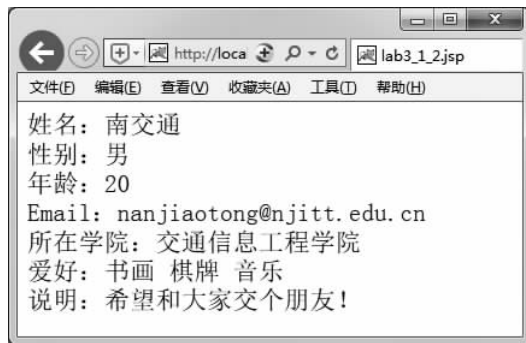 http://loca
lab3_1_2.jsp
文件(F) 编辑(E) 查看(V) 收藏夹(A) 工具(T) 帮助(H)
姓名：南交通
性别：男
年龄：20
Email：nanjiaotong@njitt.edu.cn
所在学院：交通信息工程学院
爱好：书画 棋牌 音乐
说明：希望和大家交个朋友！